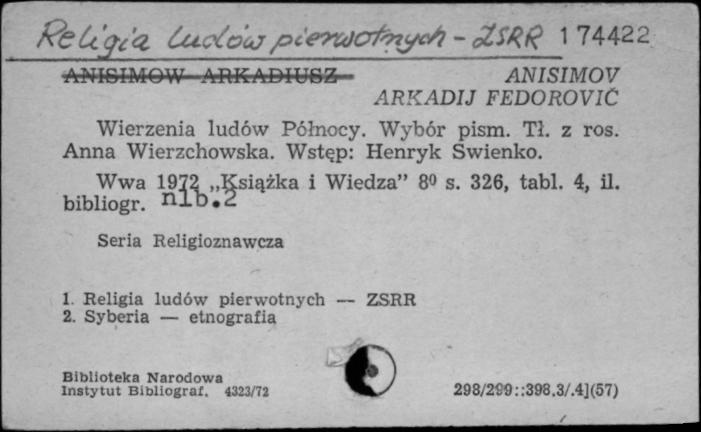 Religia ludów pierwotnych - ZSRR 174422
ANISIMOW ARKADIUSZ ANISIMOV
ARKADIJ FEDOROVIČ
Wierzenia ludów Północy. Wybór pism. Tł. z ros.
Anna Wierzchowska. Wstęp: Henryk Swienko.
Wwa 1972 „Książka i Wiedza” 8⁰ s. 326, tabl. 4, il.
bibliogr. nlb.2
Seria Religioznawcza
1. Religia ludów pierwotnych — ZSRR
2. Syberia — etnografia
Biblioteka Narodowa
Instytut Bibliograf. 4323/72 298/299::398.3/.4](57)